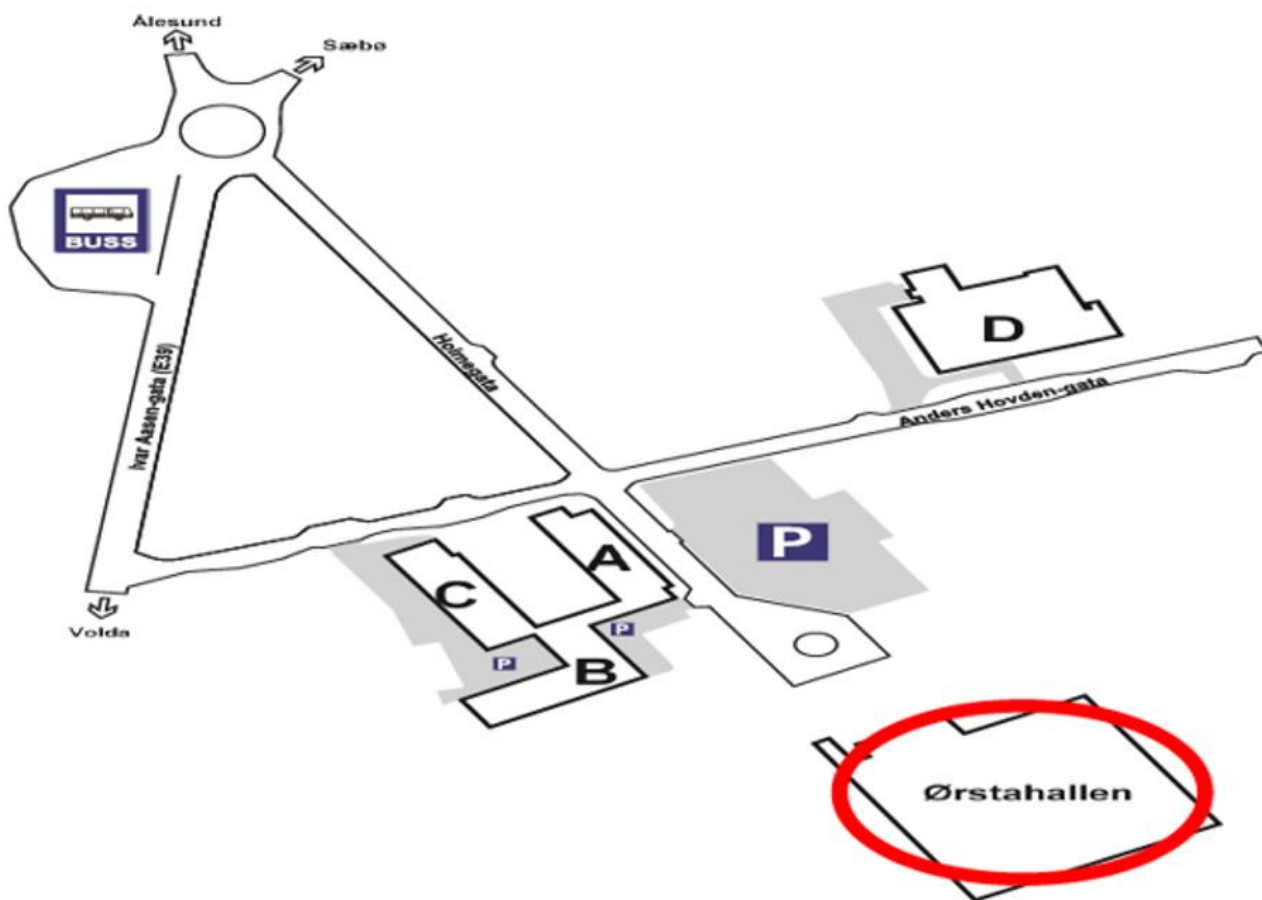 Ålesund
Sæbø
BUSS
Ivar Aasen-gata (E39)
Holmegata
D
Anders Hovden-gata
P
A
C
P
P
B
Volda
Ørstahallen